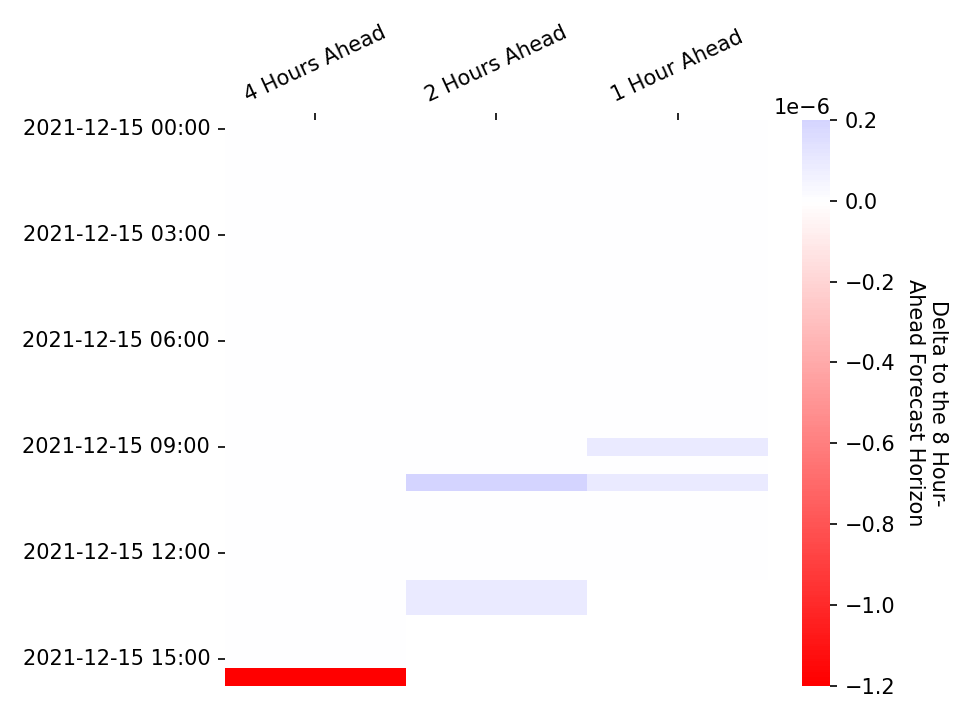 4 Hours Ahead
2 Hours Ahead
1 Hour Ahead
1e−6
2021-12-15 00:00
2021-12-15 03:00
2021-12-15 06:00
2021-12-15 09:00
2021-12-15 12:00
2021-12-15 15:00
0.2
0.0
−0.2
−0.4
−0.6
−0.8
−1.0
−1.2
Delta to the 8 Hour-
Ahead Forecast Horizon